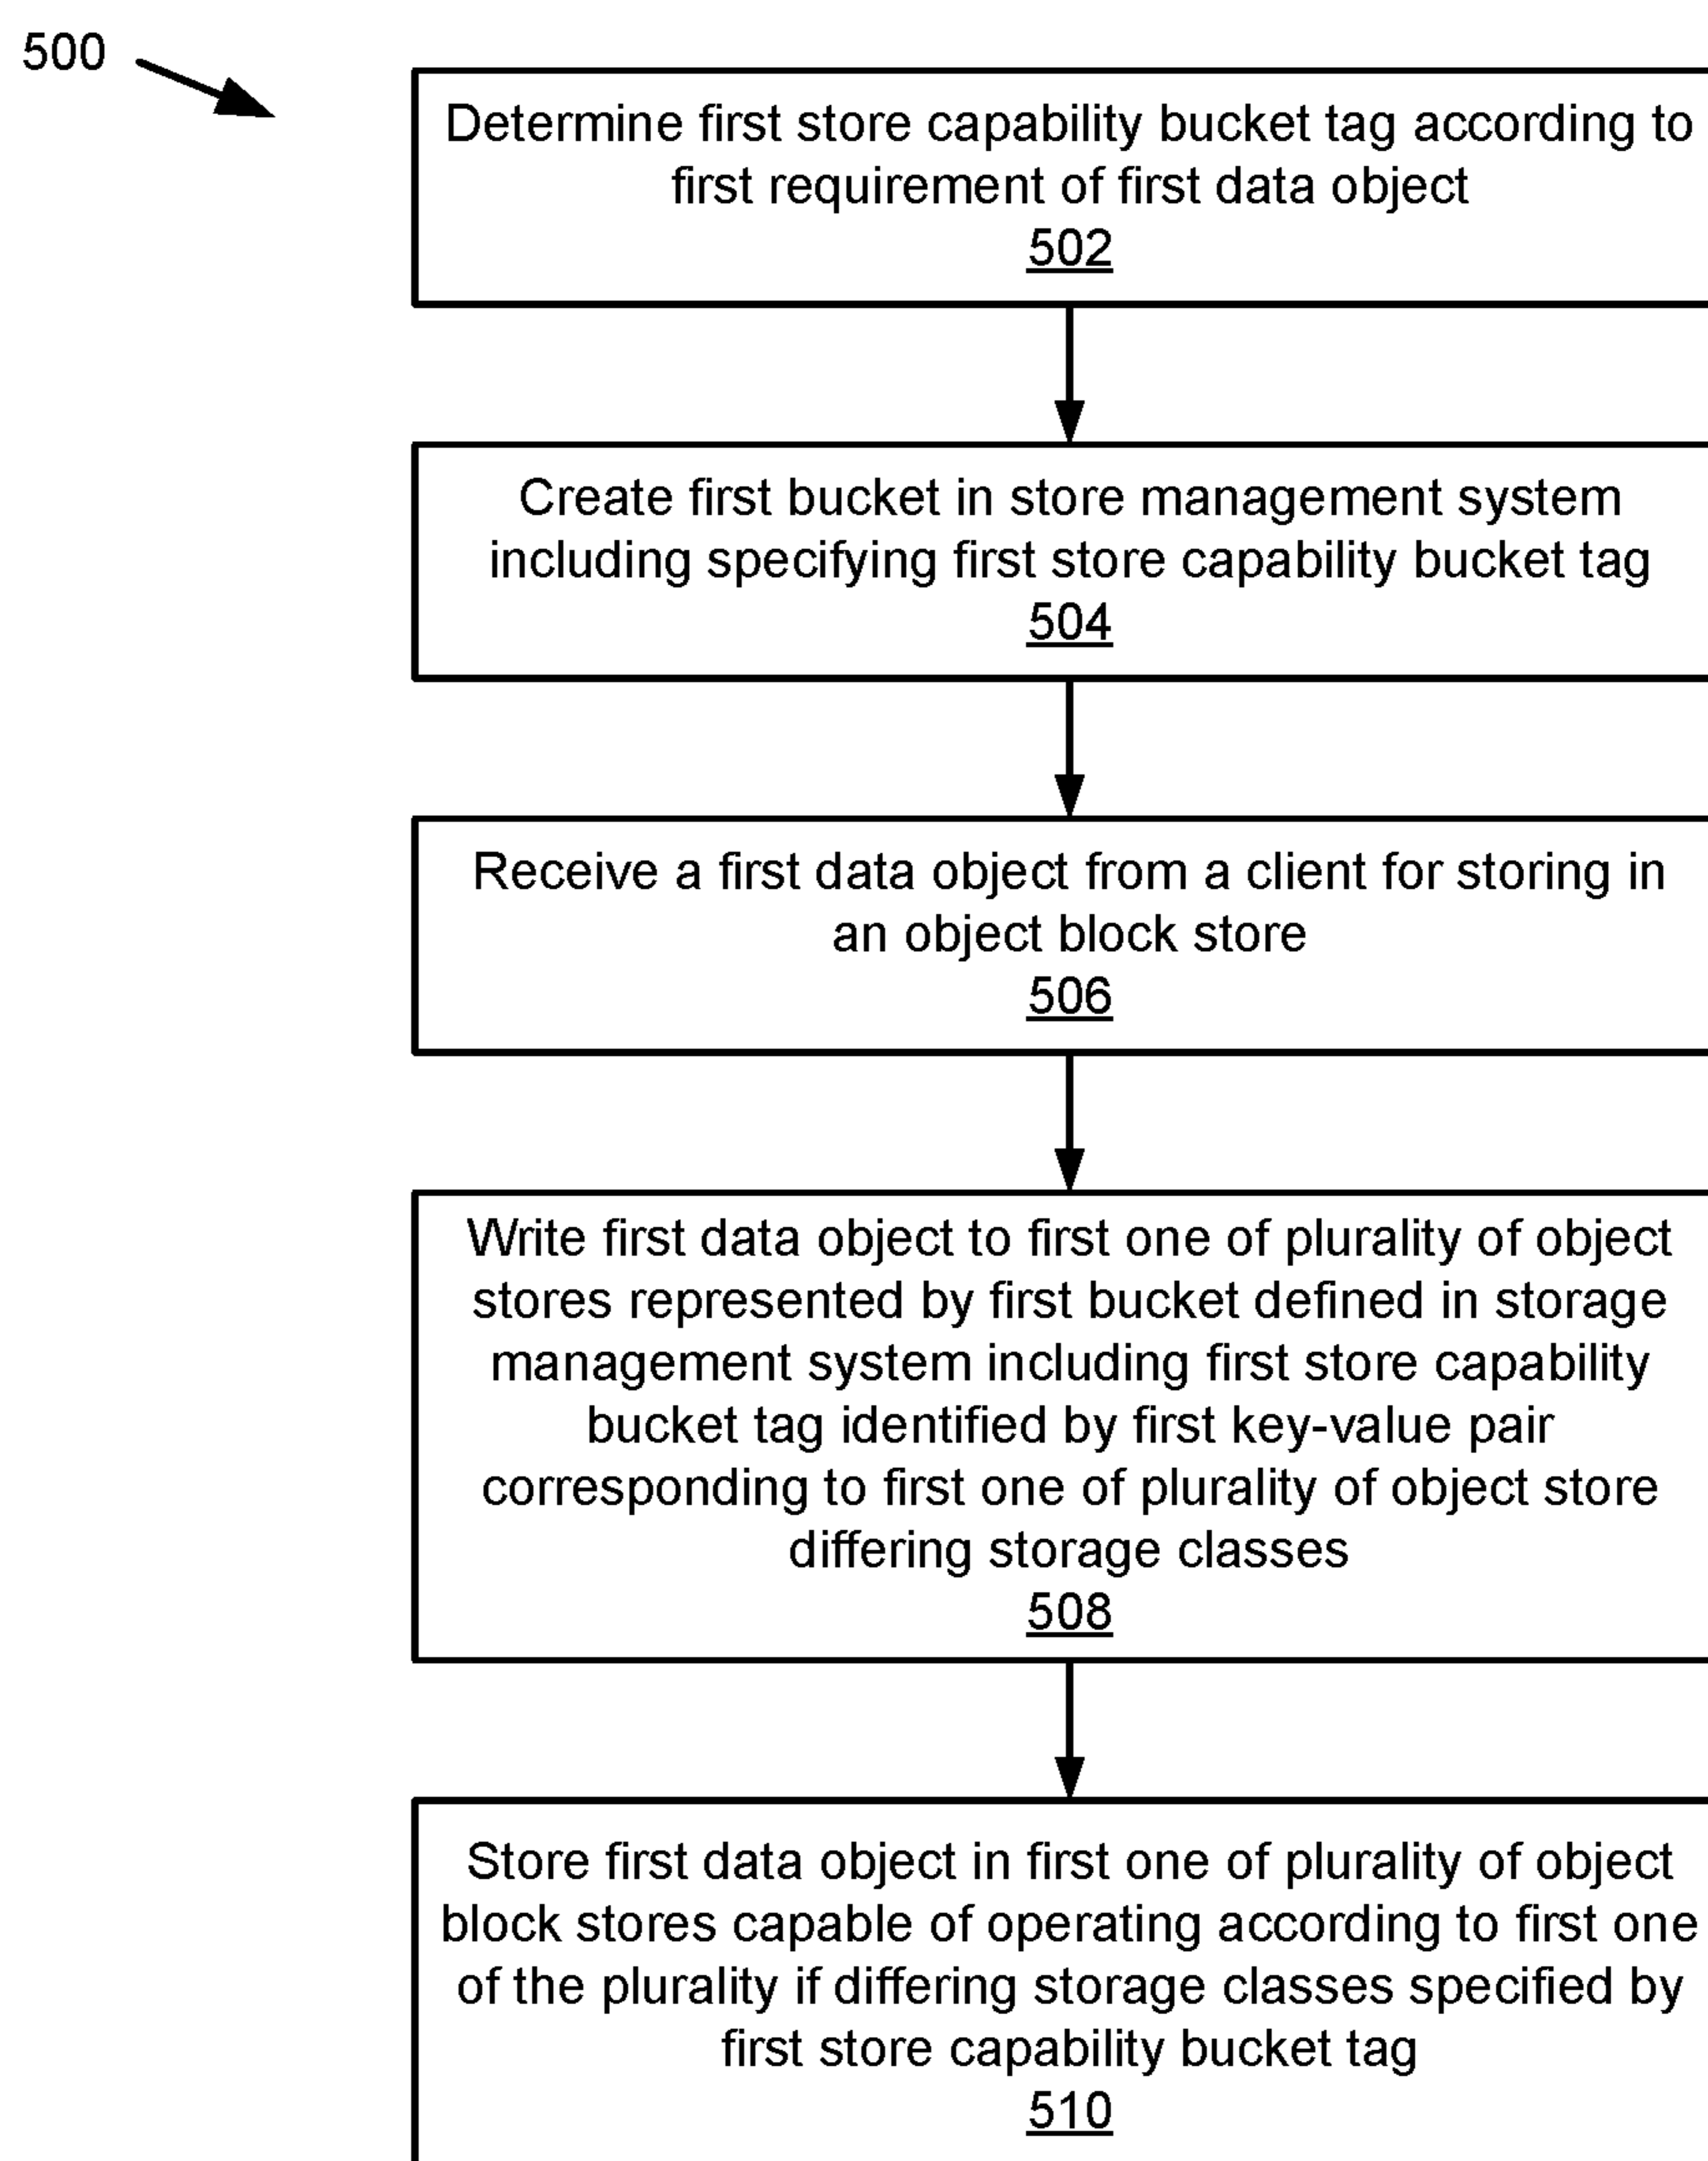 500
Determine first store capability bucket tag according to
first requirement of first data object
502
Create first bucket in store management system
including specifying first store capability bucket tag
504
Receive a first data object from a client for storing in
an object block store
506
Write first data object to first one of plurality of object
stores represented by first bucket defined in storage
management system including first store capability
bucket tag identified by first key-value pair
corresponding to first one of plurality of object store
differing storage classes
508
Store first data object in first one of plurality of object
block stores capable of operating according to first one
of the plurality if differing storage classes specified by
first store capability bucket tag
510